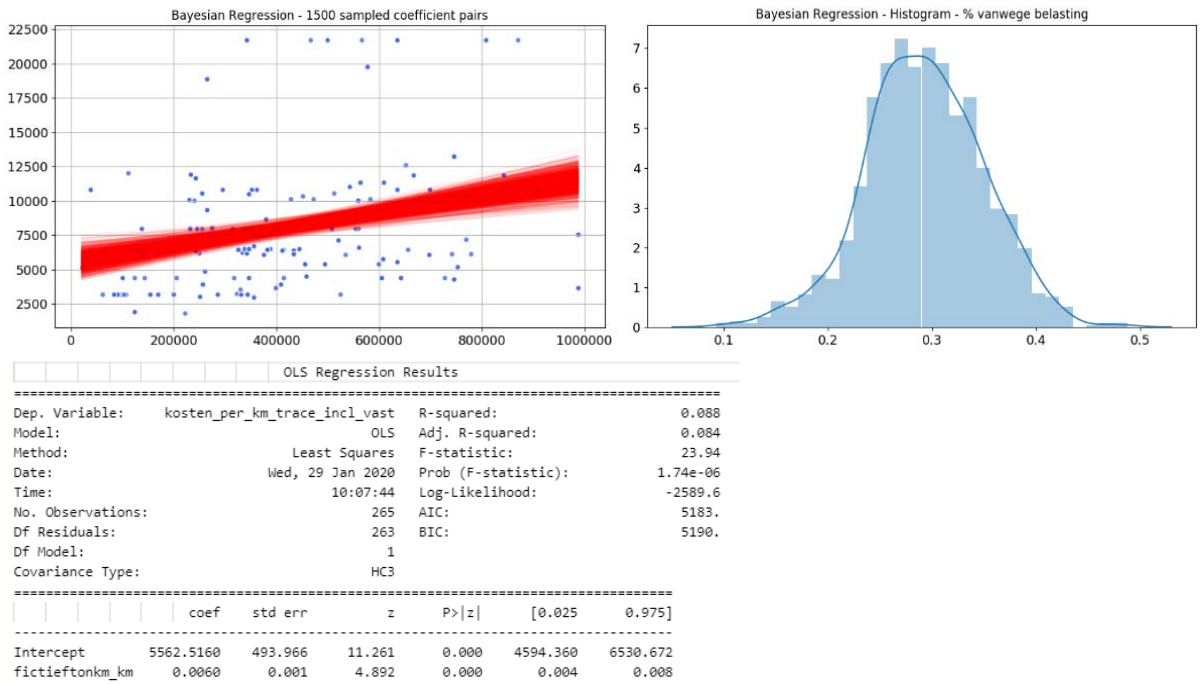 Bayesian Regression - 1500 sampled coefficient pairs
22500
20000
17500
15000
12500
10000
7500
5000
2500
0 200000 400000 600000 800000 1000000
Bayesian Regression - Histogram - % vanwege belasting
7
6
5
4
3
2
1
0
0.1 0.2 0.3 0.4 0.5
OLS Regression Results
Dep. Variable: kosten_per_km_trace_incl_vast R-squared: 0.088
Model: OLS Adj. R-squared: 0.084
Method: Least Squares F-statistic: 23.94
Date: Wed, 29 Jan 2020 Prob (F-statistic): 1.74e-06
Time: 10:07:44 Log-Likelihood: -2589.6
No. Observations: 265 AIC: 5183.
Df Residuals: 263 BIC: 5190.
Df Model: 1
Covariance Type: HC3
coef std err z P>|z| [0.025 0.975]
Intercept 5562.5160 493.966 11.261 0.000 4594.360 6530.672
fictieftonkm_km 0.0060 0.001 4.892 0.000 0.004 0.008